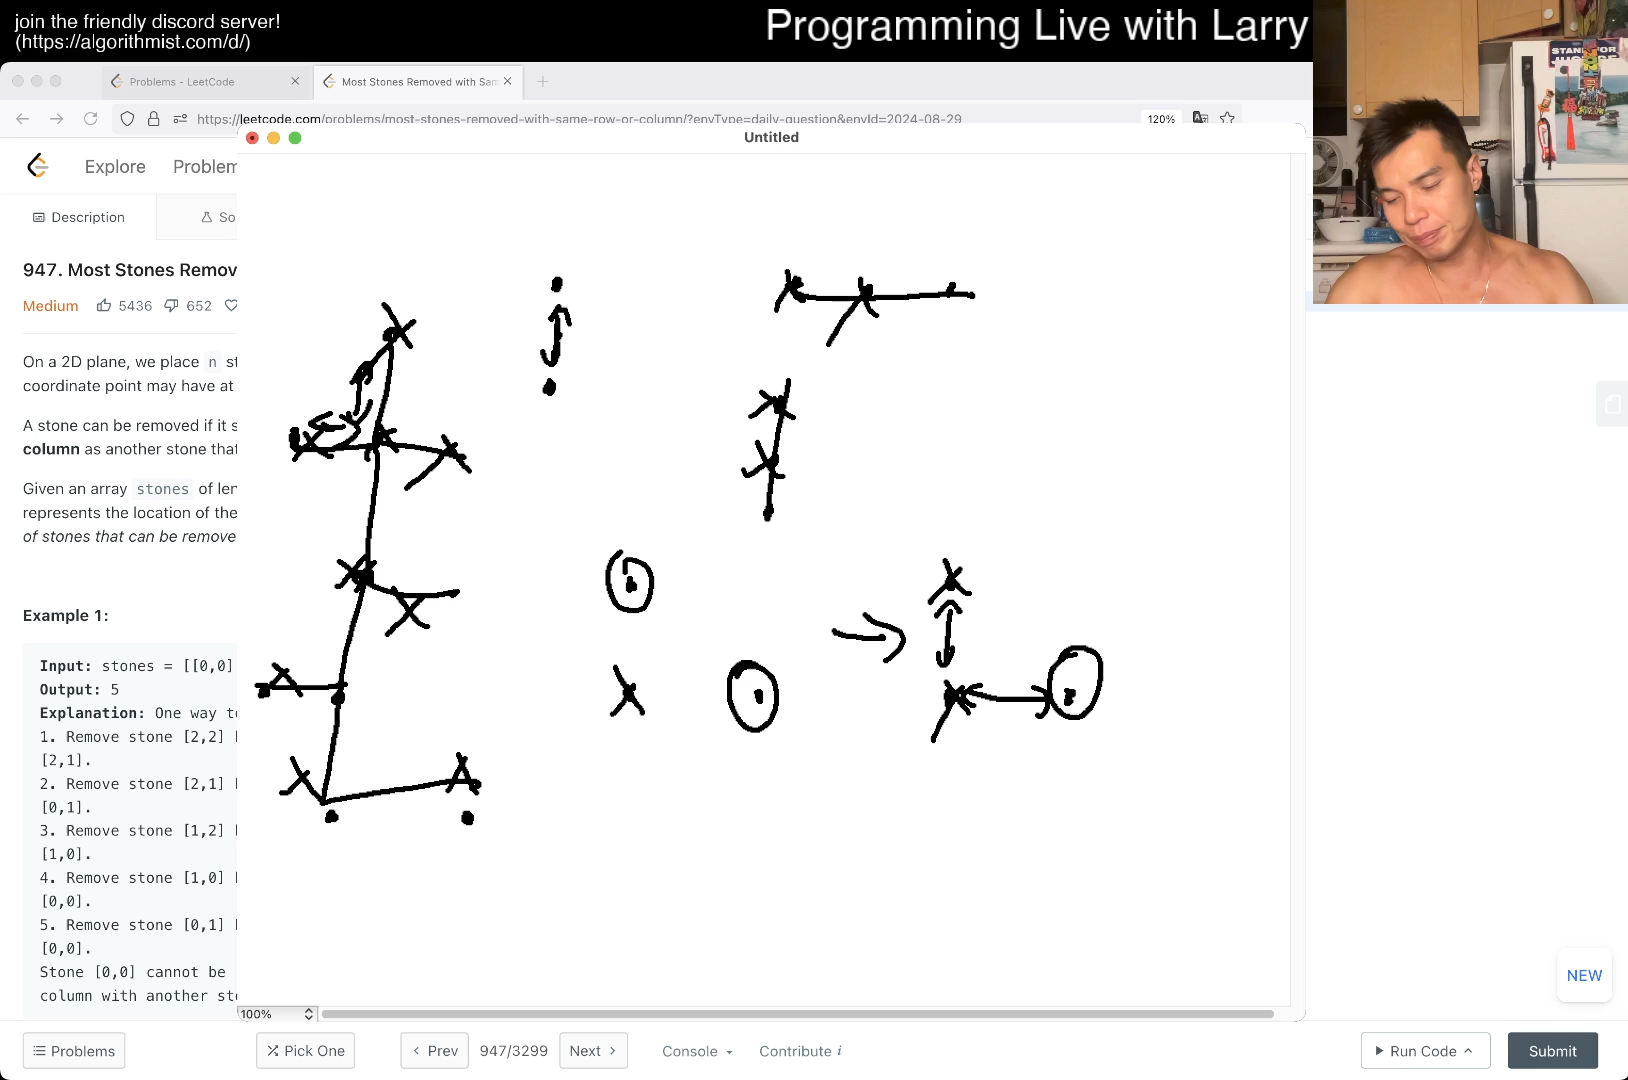 join the friendly discord server!
(https://algorithmist.com/d/)
Programming Live with Larry
Problems - LeetCode
Most Stones Removed with Sam
https://leetcode.com/problems/most-stones-removed-with-same-row-or-column/?envType=daily-question&envId=2024-08-29
120%
Untitled
Explore Problem
Description So
947. Most Stones Remov
Medium 5436 652
On a 2D plane, we place n st
coordinate point may have at
A stone can be removed if it s
column as another stone that
Given an array stones of len
represents the location of the
of stones that can be remove
Example 1:
Input: stones = [[0,0]
Output: 5
Explanation: One way to
1. Remove stone [2,2]
[2,1].
2. Remove stone [2,1]
[0,1].
3. Remove stone [1,2]
[1,0].
4. Remove stone [1,0]
[0,0].
5. Remove stone [0,1]
[0,0].
Stone [0,0] cannot be
column with another sto
100%
NEW
Problems Pick One Prev 947/3299 Next Console Contribute i Run Code Submit